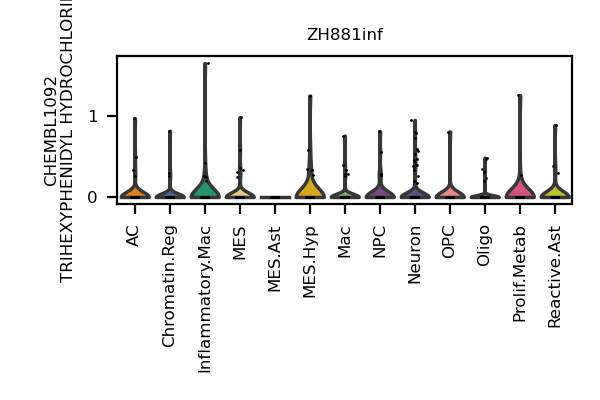 ZH881inf
CHEMBL1092
TRIHEXYPHENIDYL HYDROCHLORI
1
0
AC
Chromatin.Reg
Inflammatory.Mac
MES
MES.Ast
MES.Hyp
Mac
NPC
Neuron
OPC
Oligo
Prolif.Metab
Reactive.Ast